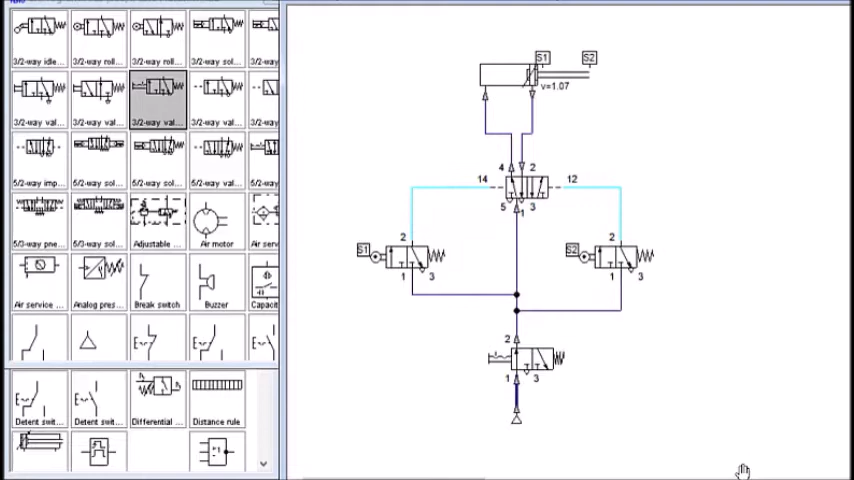 3/2-way idle...
3/2-way roll...
3/2-way roll...
3/2-way sol...
3/2-w
3/2-way val...
3/2-way val...
3/2-way val...
3/2-way val...
3/2-w
5/2-way imp...
5/2-way so...
5/2-way sol...
5/2-way val...
5/2-w
5/3-way pne...
5/3-way sol...
Adjustable ...
Air motor
Air serv
Air service ...
Analog pres...
Break switch
Buzzer
Capacit
Detent swit...
Detent swit...
Differential ...
Distance rule
S1
S2
v=1.07
4
2
14
12
5
1
3
S1
2
1
3
S2
2
1
3
2
1
3